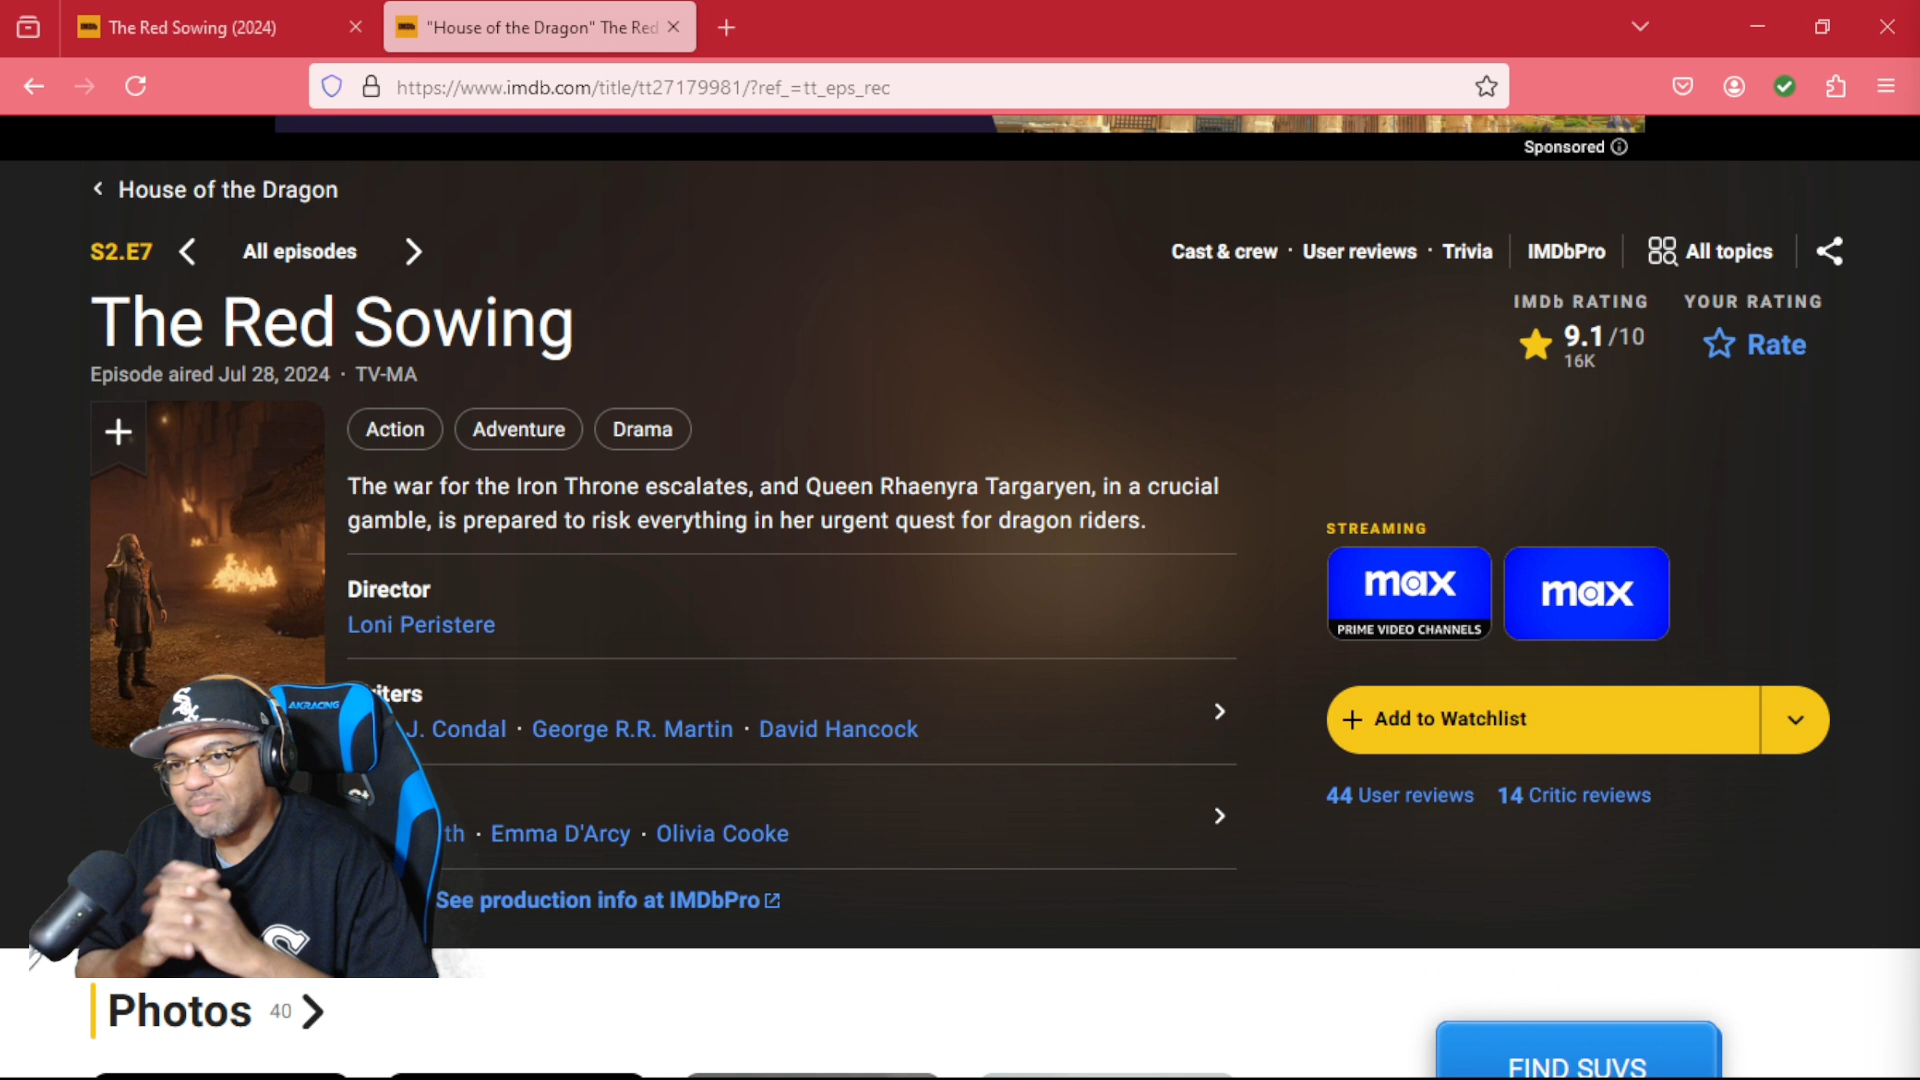 The Red Sowing (2024)
"House of the Dragon" The Red
https://www.imdb.com/title/tt27179981/?ref_=tt_eps_rec
Sponsored
House of the Dragon
S2.E7
All episodes
Cast & crew · User reviews · Trivia
IMDbPro
All topics
The Red Sowing
Episode aired Jul 28, 2024 · TV-MA
IMDb RATING
9.1/10
16K
YOUR RATING
Rate
Action
Adventure
Drama
The war for the Iron Throne escalates, and Queen Rhaenyra Targaryen, in a crucial
gamble, is prepared to risk everything in her urgent quest for dragon riders.
Director
Loni Peristere
iters
J. Condal · George R.R. Martin · David Hancock
th · Emma D'Arcy · Olivia Cooke
See production info at IMDbPro
STREAMING
max
PRIME VIDEO CHANNELS
max
Add to Watchlist
44 User reviews
14 Critic reviews
AKRACING
Photos 40
FIND SUVS